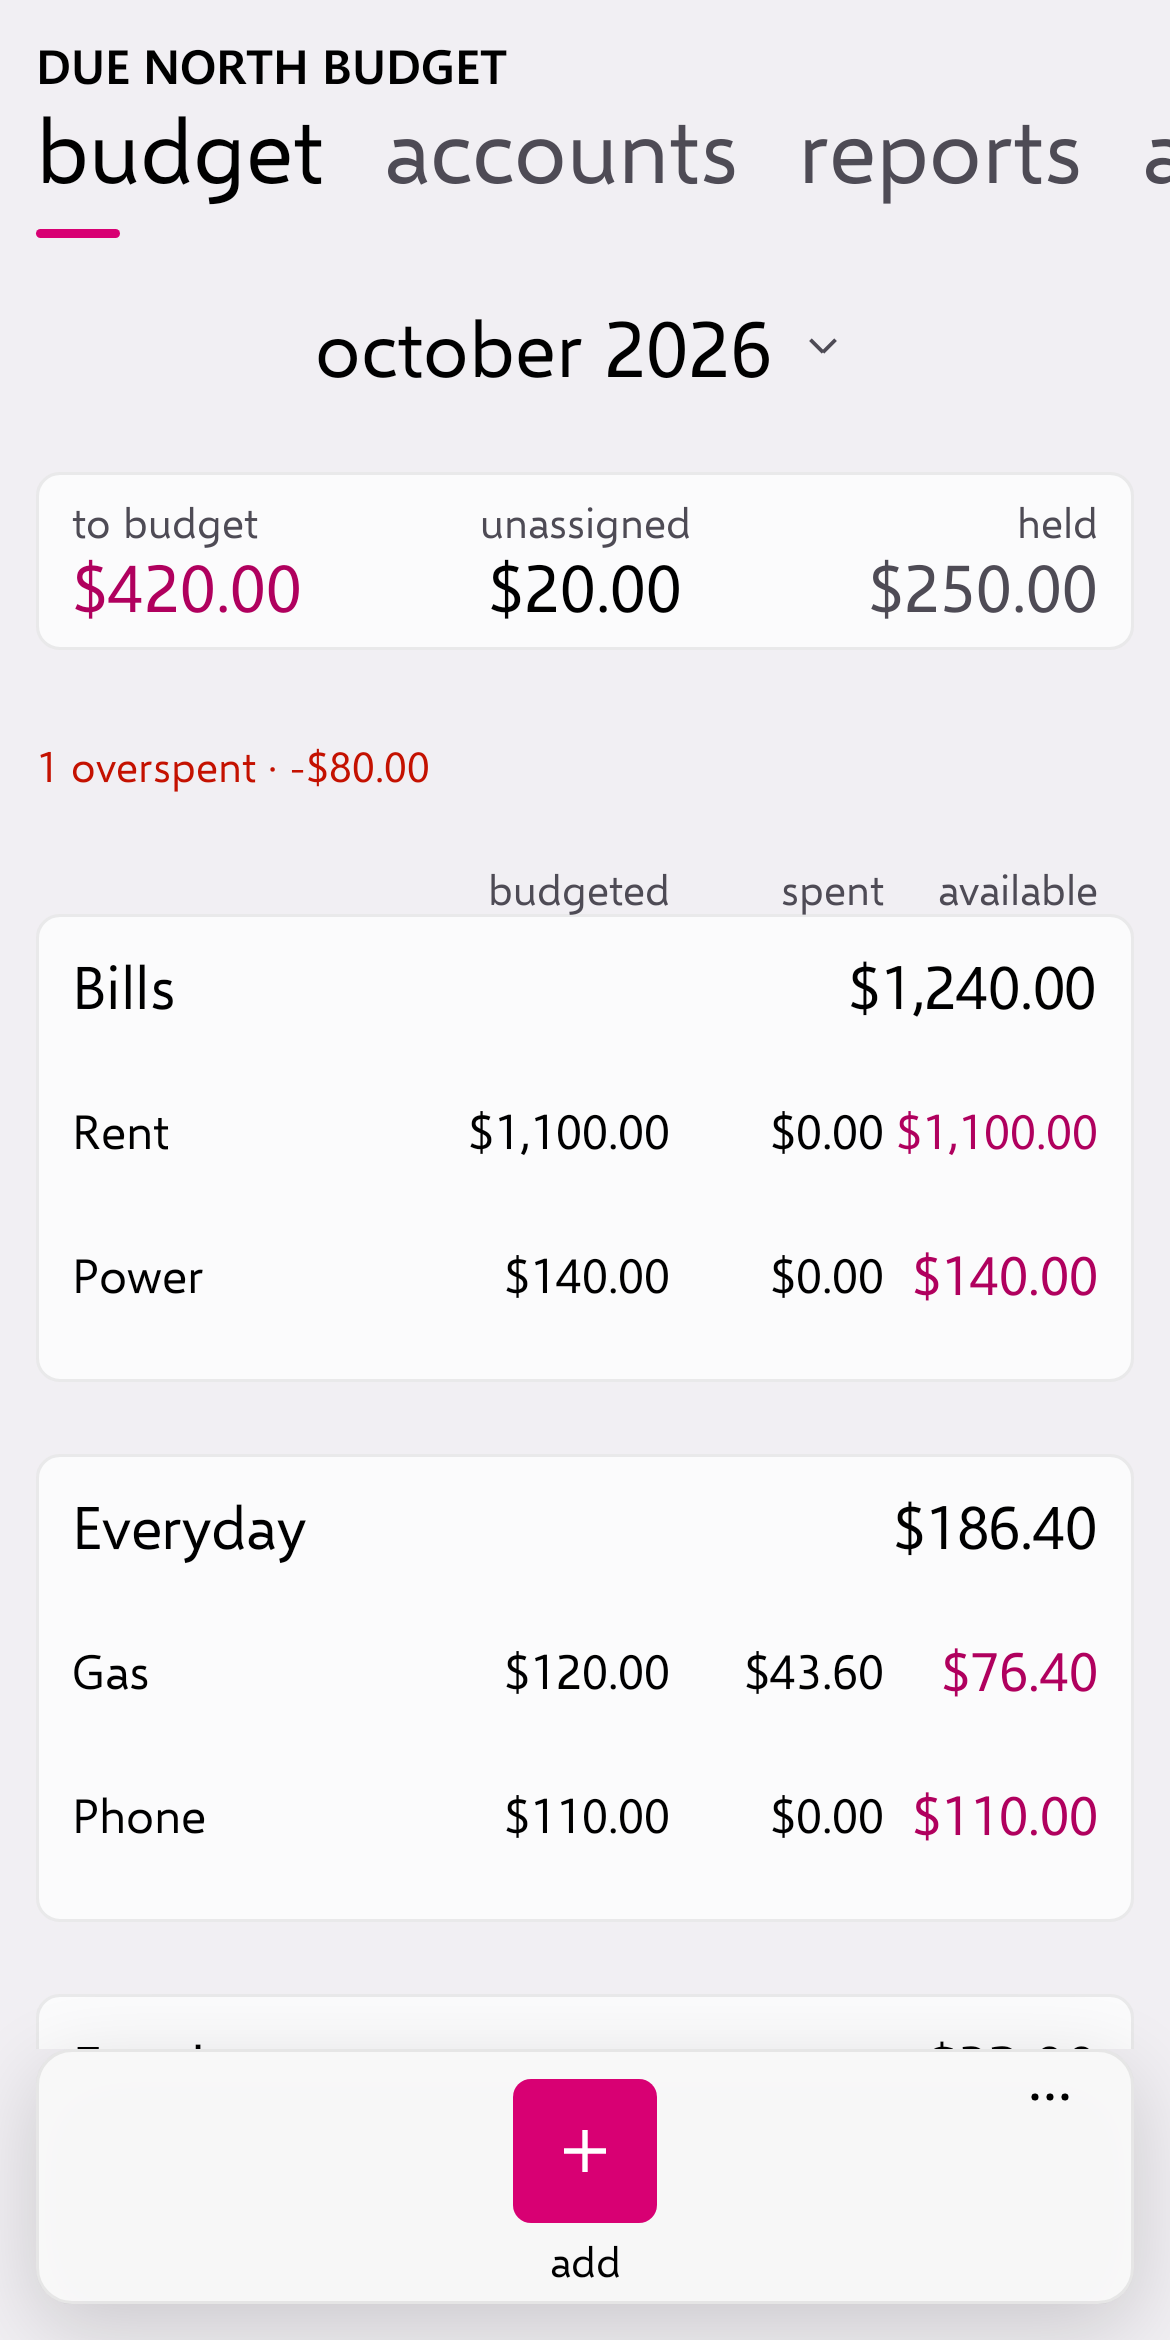 DUE NORTH BUDGET
budget accounts reports a
october 2026
to budget unassigned held
$420.00 $20.00 $250.00
1 overspent · -$80.00
budgeted spent available
Bills $1,240.00
Rent $1,100.00 $0.00 $1,100.00
Power $140.00 $0.00 $140.00
Everyday $186.40
Gas $120.00 $43.60 $76.40
Phone $110.00 $0.00 $110.00
...
+
add